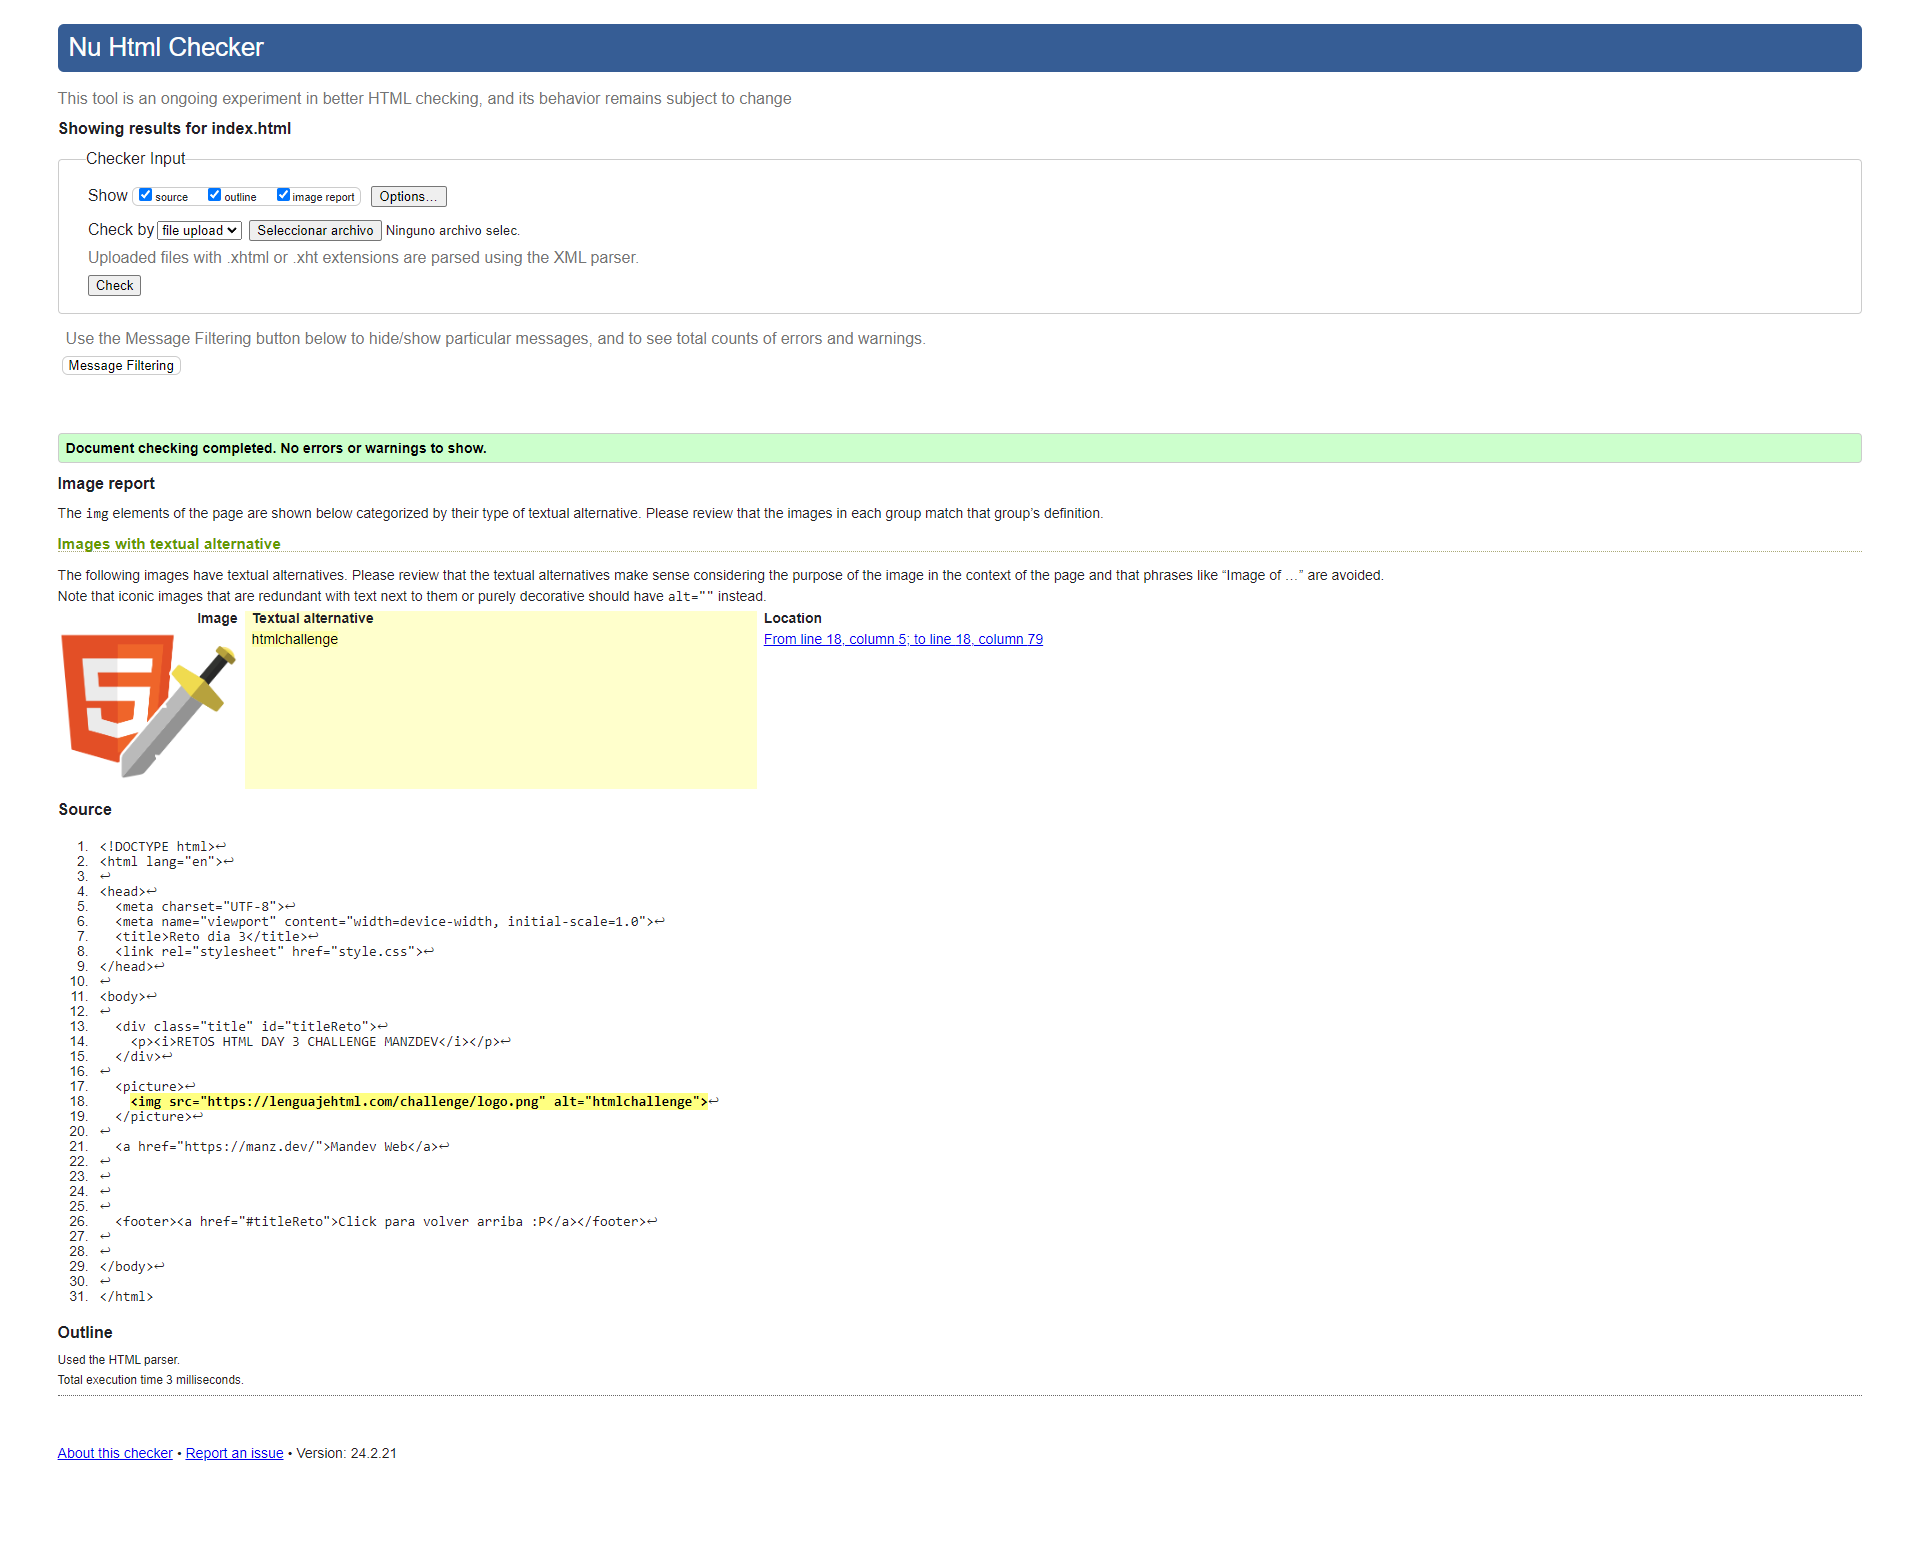 Nu Html Checker
This tool is an ongoing experiment in better HTML checking, and its behavior remains subject to change
Showing results for index.html
Checker Input
Show source outline image report Options...
Check by file upload Seleccionar archivo Ninguno archivo selec.
Uploaded files with .xhtml or .xht extensions are parsed using the XML parser.
Check
Use the Message Filtering button below to hide/show particular messages, and to see total counts of errors and warnings.
Message Filtering
Document checking completed. No errors or warnings to show.
Image report
The img elements of the page are shown below categorized by their type of textual alternative. Please review that the images in each group match that group’s definition.
Images with textual alternative
The following images have textual alternatives. Please review that the textual alternatives make sense considering the purpose of the image in the context of the page and that phrases like “Image of …” are avoided.
Note that iconic images that are redundant with text next to them or purely decorative should have alt="" instead.
Image Textual alternative Location
htmlchallenge From line 18, column 5; to line 18, column 79
Source
1. <!DOCTYPE html>↩
2. <html lang="en">↩
3. ↩
4. <head>↩
5.   <meta charset="UTF-8">↩
6.   <meta name="viewport" content="width=device-width, initial-scale=1.0">↩
7.   <title>Reto dia 3</title>↩
8.   <link rel="stylesheet" href="style.css">↩
9. </head>↩
10. ↩
11. <body>↩
12. ↩
13.   <div class="title" id="titleReto">↩
14.     <p><i>RETOS HTML DAY 3 CHALLENGE MANZDEV</i></p>↩
15.   </div>↩
16. ↩
17.   <picture>↩
18.     <img src="https://lenguajehtml.com/challenge/logo.png" alt="htmlchallenge">↩
19.   </picture>↩
20. ↩
21.   <a href="https://manz.dev/">Mandev Web</a>↩
22. ↩
23. ↩
24. ↩
25. ↩
26.   <footer><a href="#titleReto">Click para volver arriba :P</a></footer>↩
27. ↩
28. ↩
29. </body>↩
30. ↩
31. </html>
Outline
Used the HTML parser.
Total execution time 3 milliseconds.
About this checker • Report an issue • Version: 24.2.21